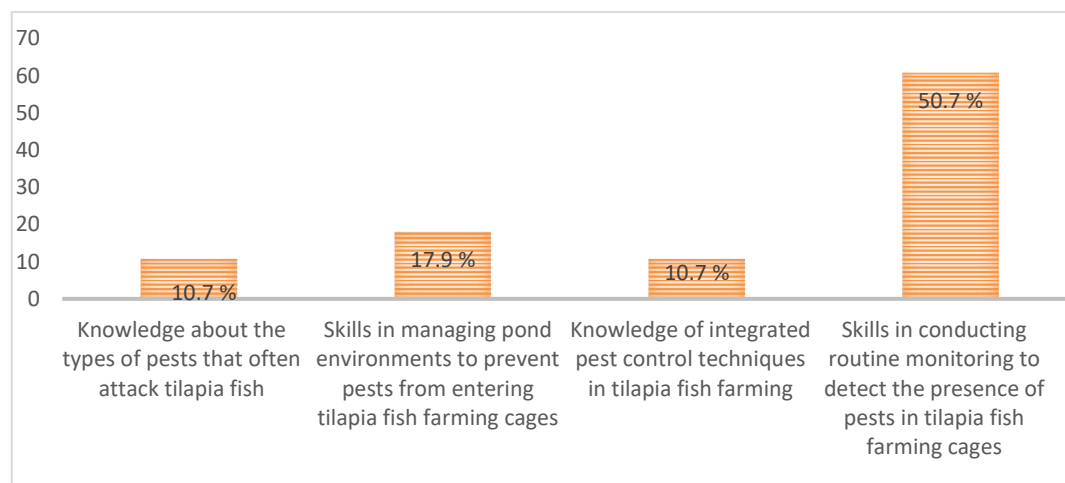 70
60
50
40
30
20
10
0
10.7 %
17.9 %
10.7 %
50.7 %
Knowledge about the
types of pests that often
attack tilapia fish
Skills in managing pond
environments to prevent
pests from entering
tilapia fish farming cages
Knowledge of integrated
pest control techniques
in tilapia fish farming
Skills in conducting
routine monitoring to
detect the presence of
pests in tilapia fish
farming cages